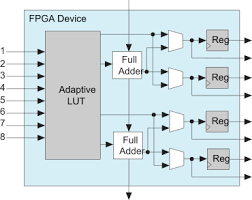 FPGA Device
1
2
3
4
5
6
7
8
Adaptive
LUT
Full
Adder
Full
Adder
Reg
Reg
Reg
Reg